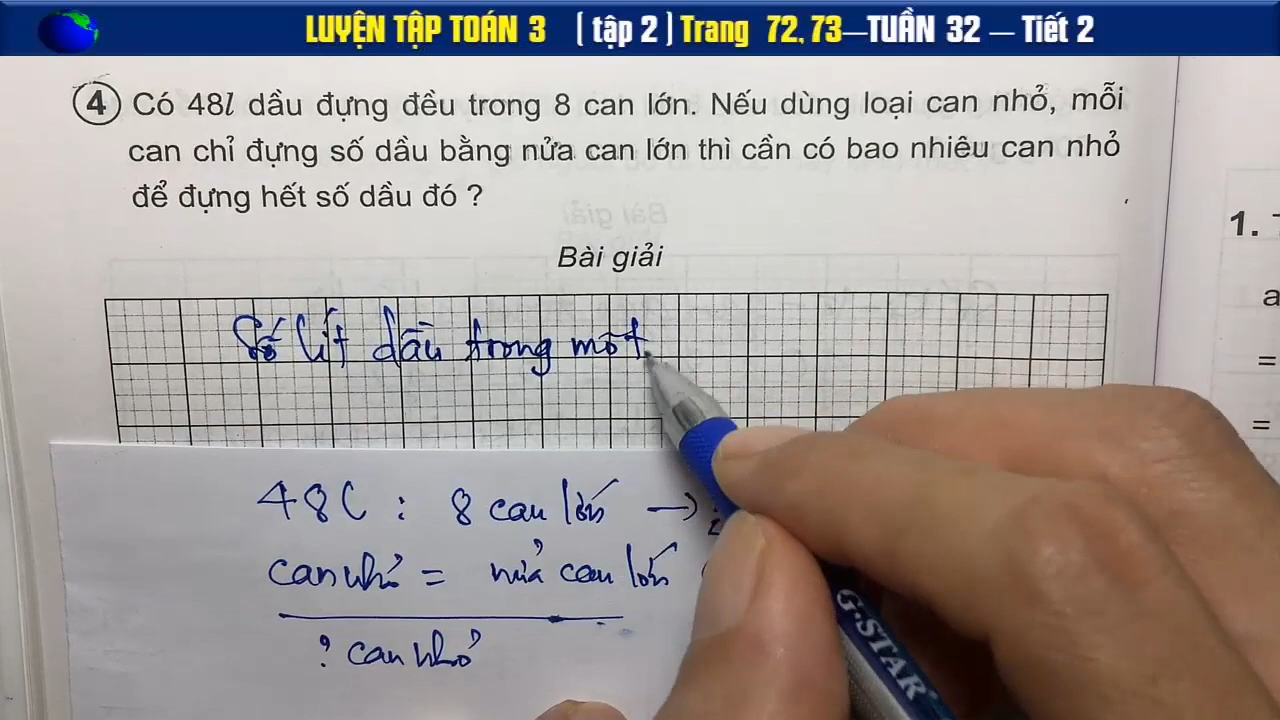 LUYỆN TẬP TOÁN 3 ( tập 2 ) Trang 72, 73–TUẦN 32 – Tiết 2
4 Có 48l dầu đựng đều trong 8 can lớn. Nếu dùng loại can nhỏ, mỗi
can chỉ đựng số dầu bằng nửa can lớn thì cần có bao nhiêu can nhỏ
để đựng hết số dầu đó ?
Bài giải
Số lít dầu trong một
48l : 8 can lớn →
can nhỏ = nửa can lớn
? can nhỏ
G-STAR
1.
a
=
=